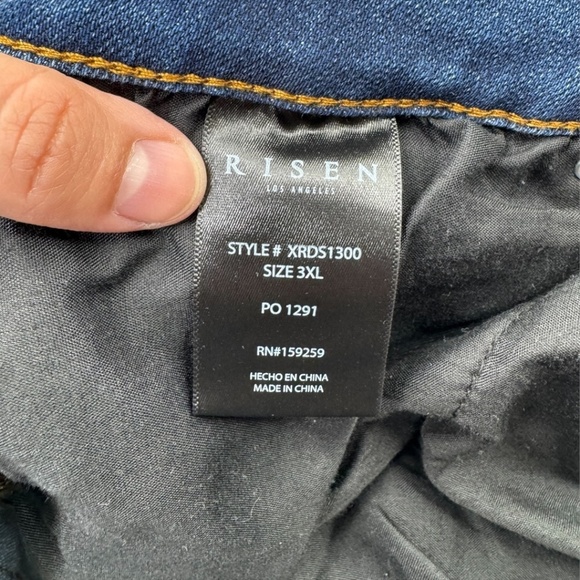 RISEN
LOS ANGELES
STYLE # XRDS1300
SIZE 3XL
PO 1291
RN#159259
HECHO EN CHINA
MADE IN CHINA